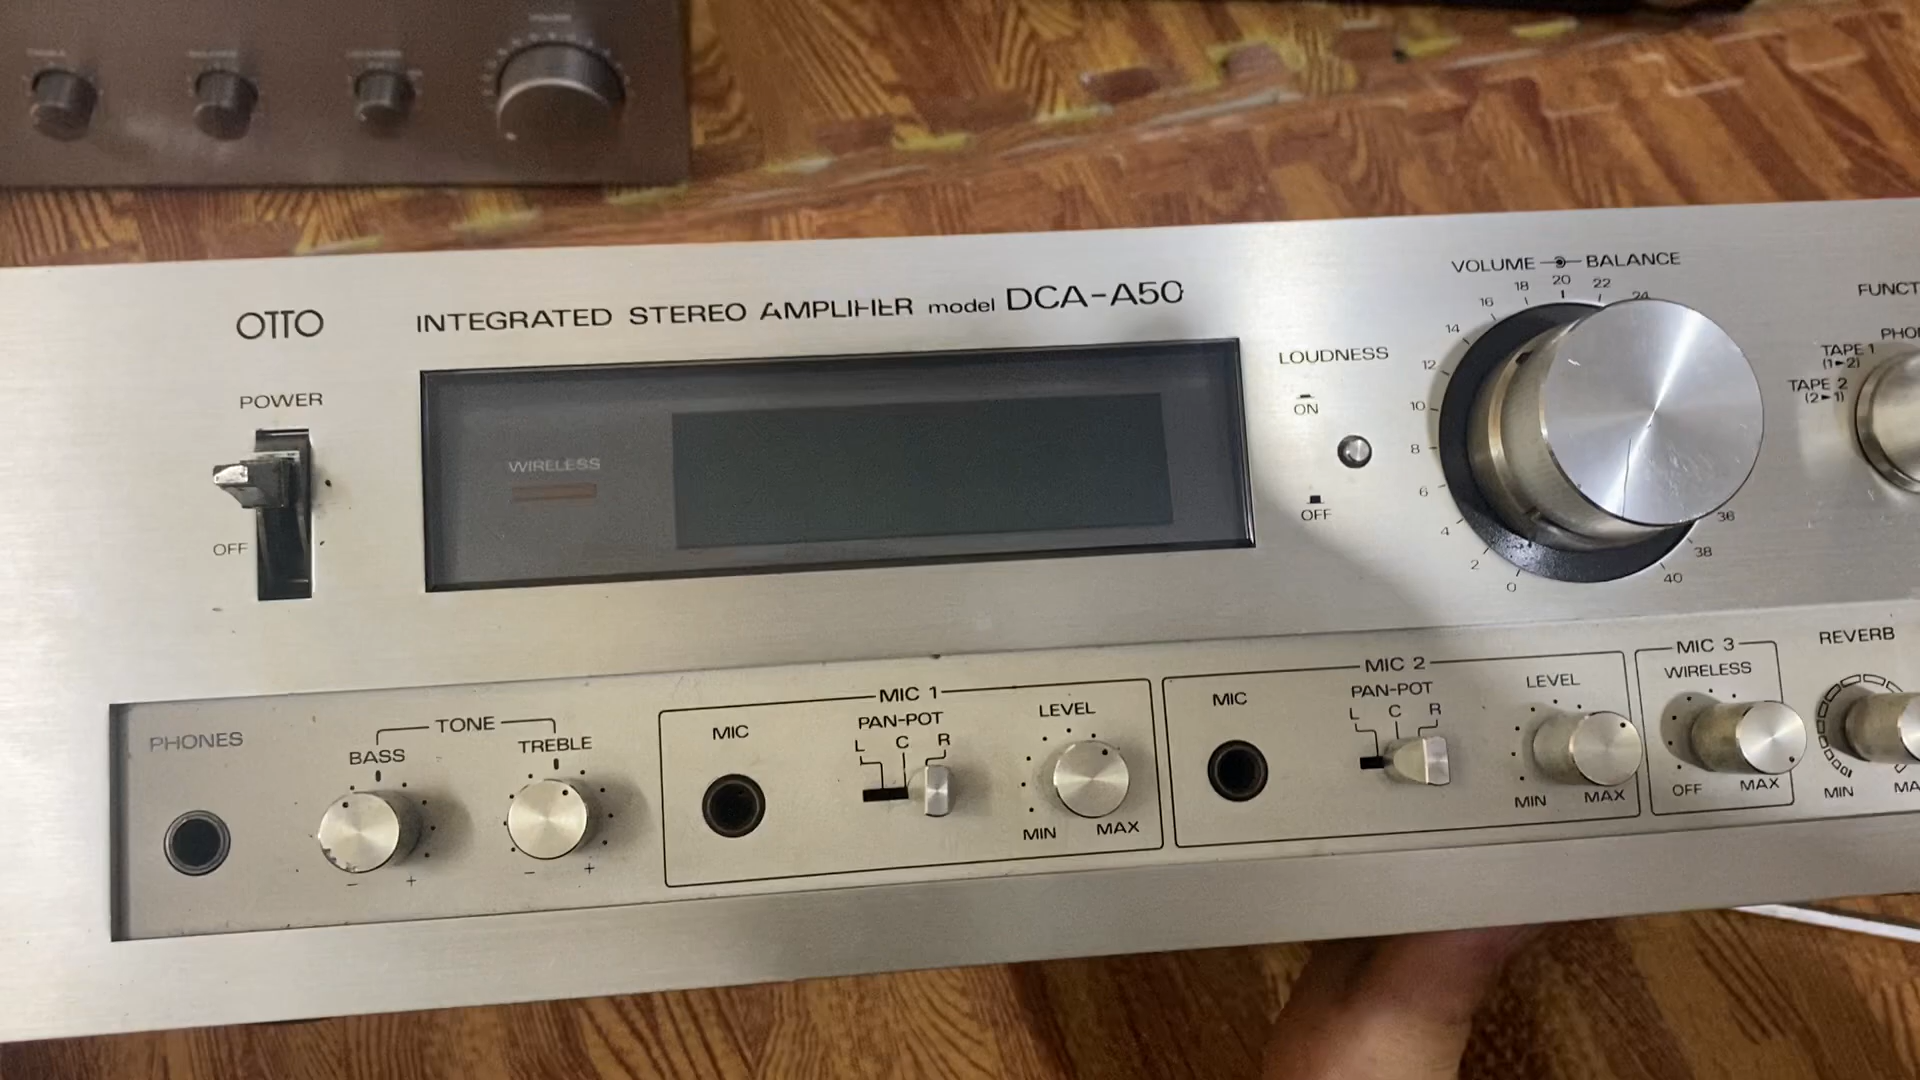 VOLUME
OTTO
INTEGRATED STEREO AMPLIFIER model DCA-A50
POWER
OFF
WIRELESS
LOUDNESS
ON
OFF
VOLUME BALANCE
0 2 4 6 8 10 12 14 16 18 20 22 24 36 38 40
FUNCT
PHO
TAPE 1
(1►2)
TAPE 2
(2►1)
PHONES
TONE
BASS
- +
TREBLE
- +
MIC 1
MIC
PAN-POT
L C R
LEVEL
MIN MAX
MIC 2
MIC
PAN-POT
L C R
LEVEL
MIN MAX
MIC 3
WIRELESS
OFF MAX
REVERB
MIN MA